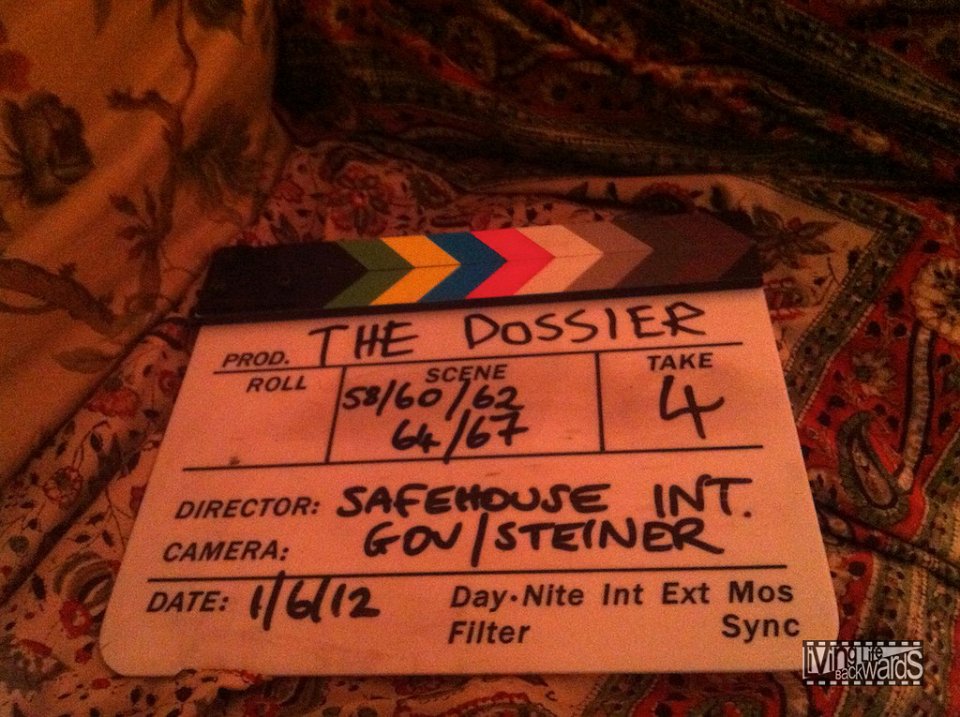 PROD. THE DOSSIER
ROLL SCENE TAKE
58/60/62 4
64/67
DIRECTOR: SAFEHOUSE INT.
CAMERA: GOV/STEINER
DATE: 1/6/12 Day·Nite Int Ext Mos
Filter Sync
Living Life
BACKWARDS